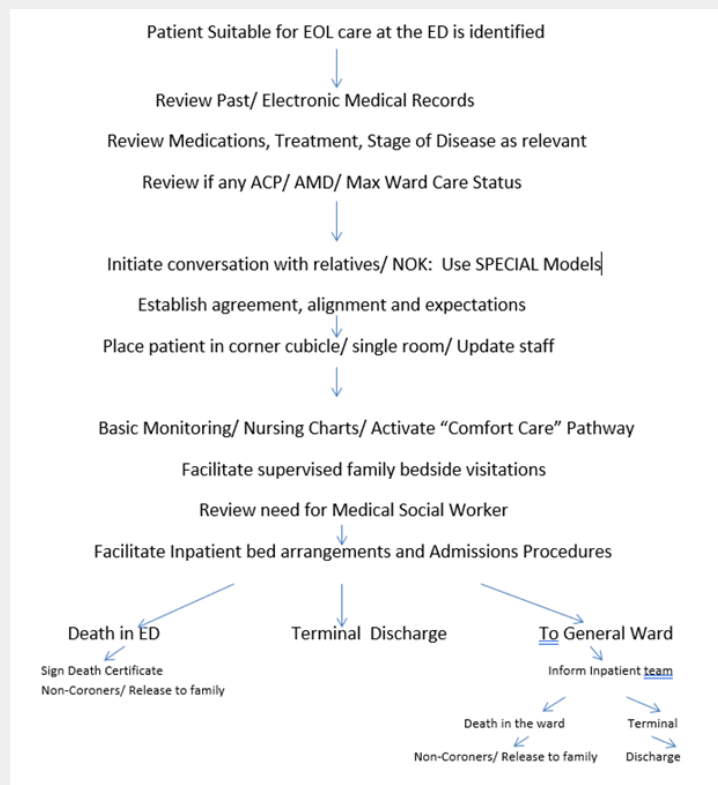 Patient Suitable for EOL care at the ED is identified
Review Past/ Electronic Medical Records
Review Medications, Treatment, Stage of Disease as relevant
Review if any ACP/ AMD/ Max Ward Care Status
Initiate conversation with relatives/ NOK: Use SPECIAL Models
Establish agreement, alignment and expectations
Place patient in corner cubicle/ single room/ Update staff
Basic Monitoring/ Nursing Charts/ Activate “Comfort Care” Pathway
Facilitate supervised family bedside visitations
Review need for Medical Social Worker
Facilitate Inpatient bed arrangements and Admissions Procedures
Death in ED
Terminal Discharge
To General Ward
Sign Death Certificate
Non-Coroners/ Release to family
Inform Inpatient team
Death in the ward
Terminal
Non-Coroners/ Release to family
Discharge